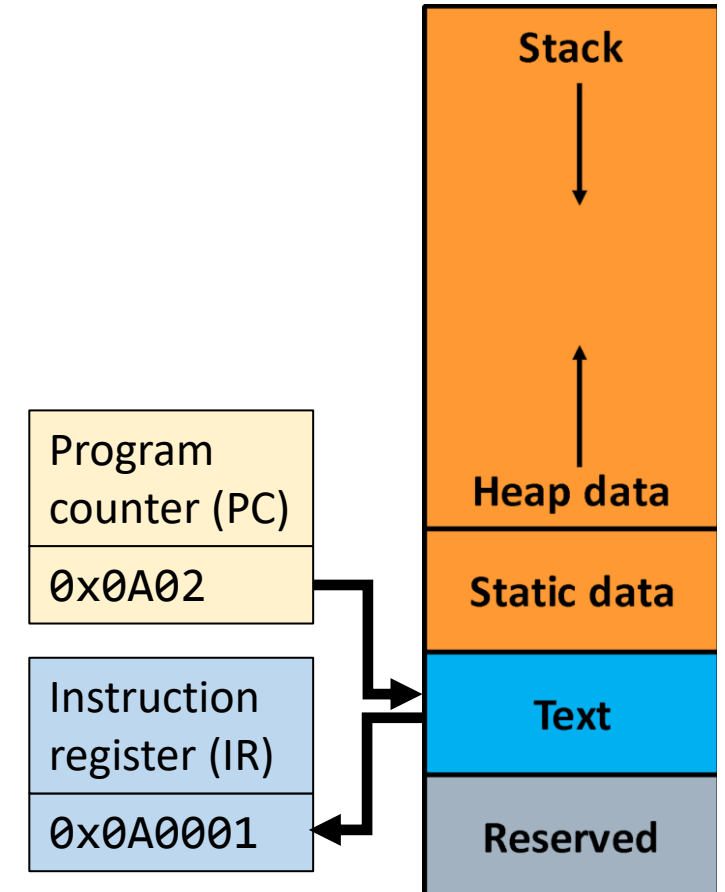 Stack
Heap data
Static data
Text
Reserved
Program
counter (PC)
0x0A02
Instruction
register (IR)
0x0A0001